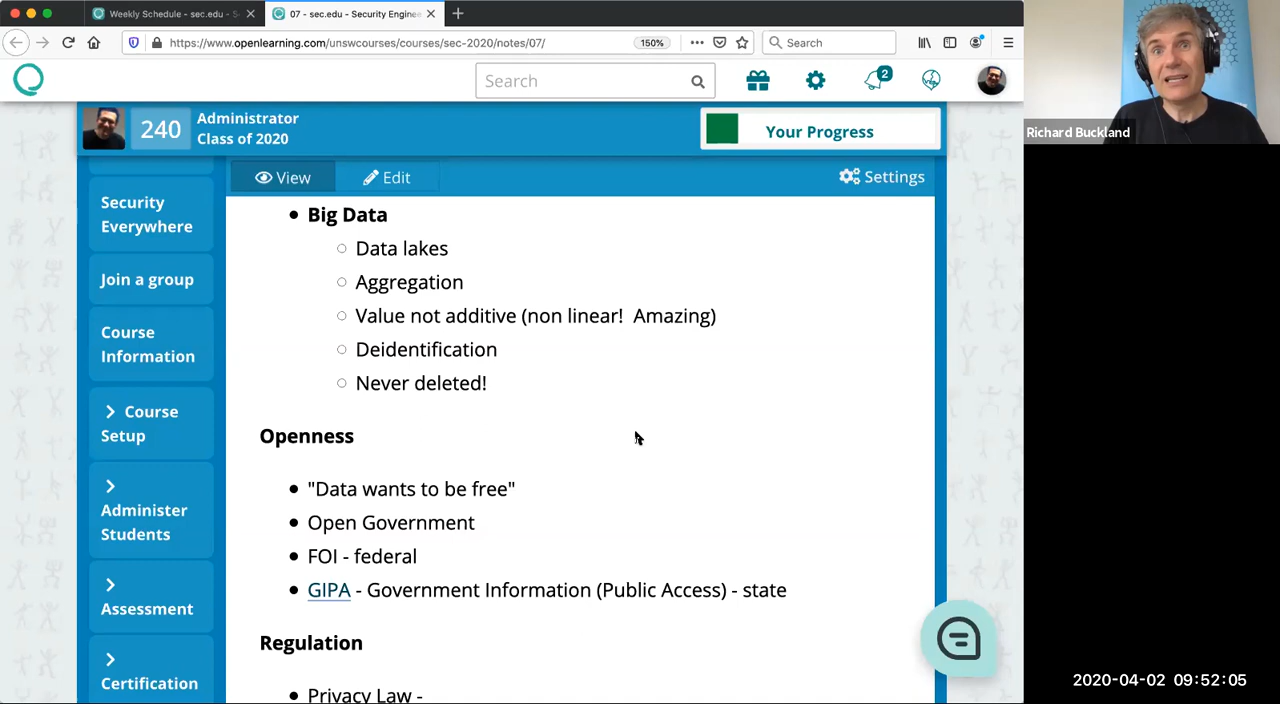 Weekly Schedule - sec.edu - S
07 - sec.edu - Security Engine
https://www.openlearning.com/unswcourses/courses/sec-2020/notes/07/
150%
Search
Search
2
240
Administrator
Class of 2020
Your Progress
View
Edit
Settings
Security
Everywhere
Join a group
Course
Information
Course
Setup
Administer
Students
Assessment
Certification
Big Data
Data lakes
Aggregation
Value not additive (non linear! Amazing)
Deidentification
Never deleted!
Openness
"Data wants to be free"
Open Government
FOI - federal
GIPA - Government Information (Public Access) - state
Regulation
Privacy Law -
Richard Buckland
2020-04-02 09:52:05